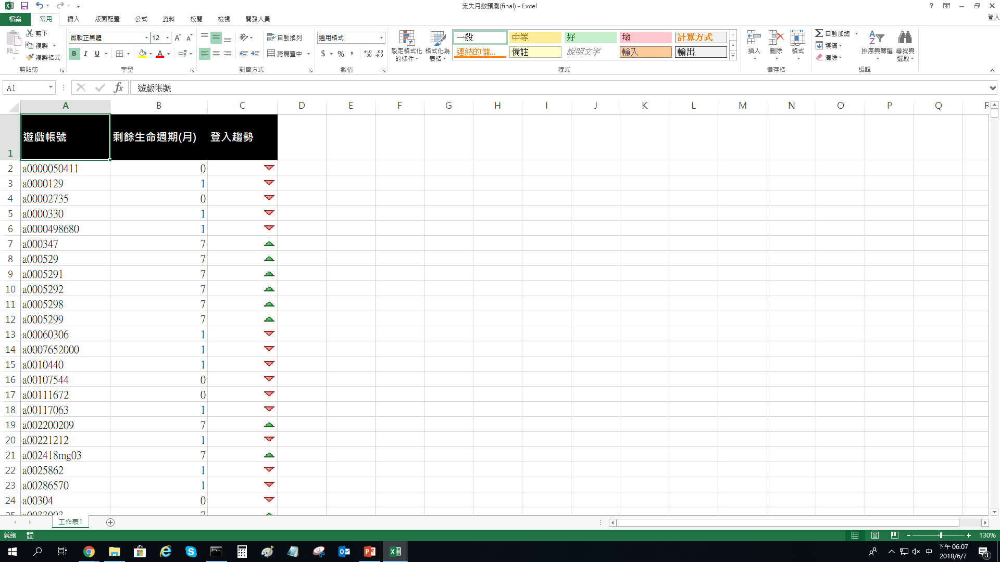 流失月數預測(final) - Excel
?
登入
檔案 常用 插入 版面配置 公式 資料 校閱 檢視 開發人員
貼上 剪下 複製 複製格式 剪貼簿
微軟正黑體 12 B I U 字型
自動換列 跨欄置中 對齊方式
通用格式 $ % , 數值
設定格式化的條件 格式化為表格
一般 中等 好 壞 計算方式
連結的儲... 備註 說明文字 輸入 輸出
樣式
插入 刪除 格式 儲存格
自動加總 填滿 清除 排序與篩選 尋找與選取 編輯
A1 fx 遊戲帳號
A B C D E F G H I J K L M N O P Q R
1 遊戲帳號 剩餘生命週期(月) 登入趨勢
2 a0000050411 0
3 a0000129 1
4 a00002735 0
5 a0000330 1
6 a0000498680 1
7 a000347 7
8 a000529 7
9 a0005291 7
10 a0005292 7
11 a0005298 7
12 a0005299 7
13 a00060306 1
14 a0007652000 1
15 a0010440 1
16 a00107544 0
17 a00111672 0
18 a00117063 1
19 a002200209 7
20 a00221212 1
21 a002418mg03 7
22 a0025862 1
23 a00286570 1
24 a00304 0
25 a0033003 7
工作表1
就緒 130%
中 下午 06:07
2018/6/7 3